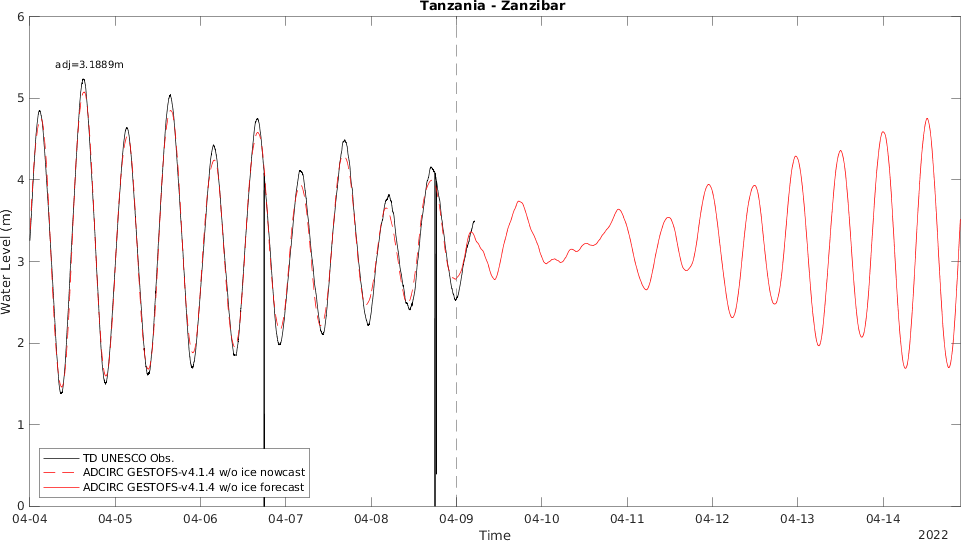 Tanzania - Zanzibar
adj=3.1889m
Water Level (m)
6
5
4
3
2
1
0
TD UNESCO Obs.
ADCIRC GESTOFS-v4.1.4 w/o ice nowcast
ADCIRC GESTOFS-v4.1.4 w/o ice forecast
04-04 04-05 04-06 04-07 04-08 04-09 04-10 04-11 04-12 04-13 04-14
Time
2022